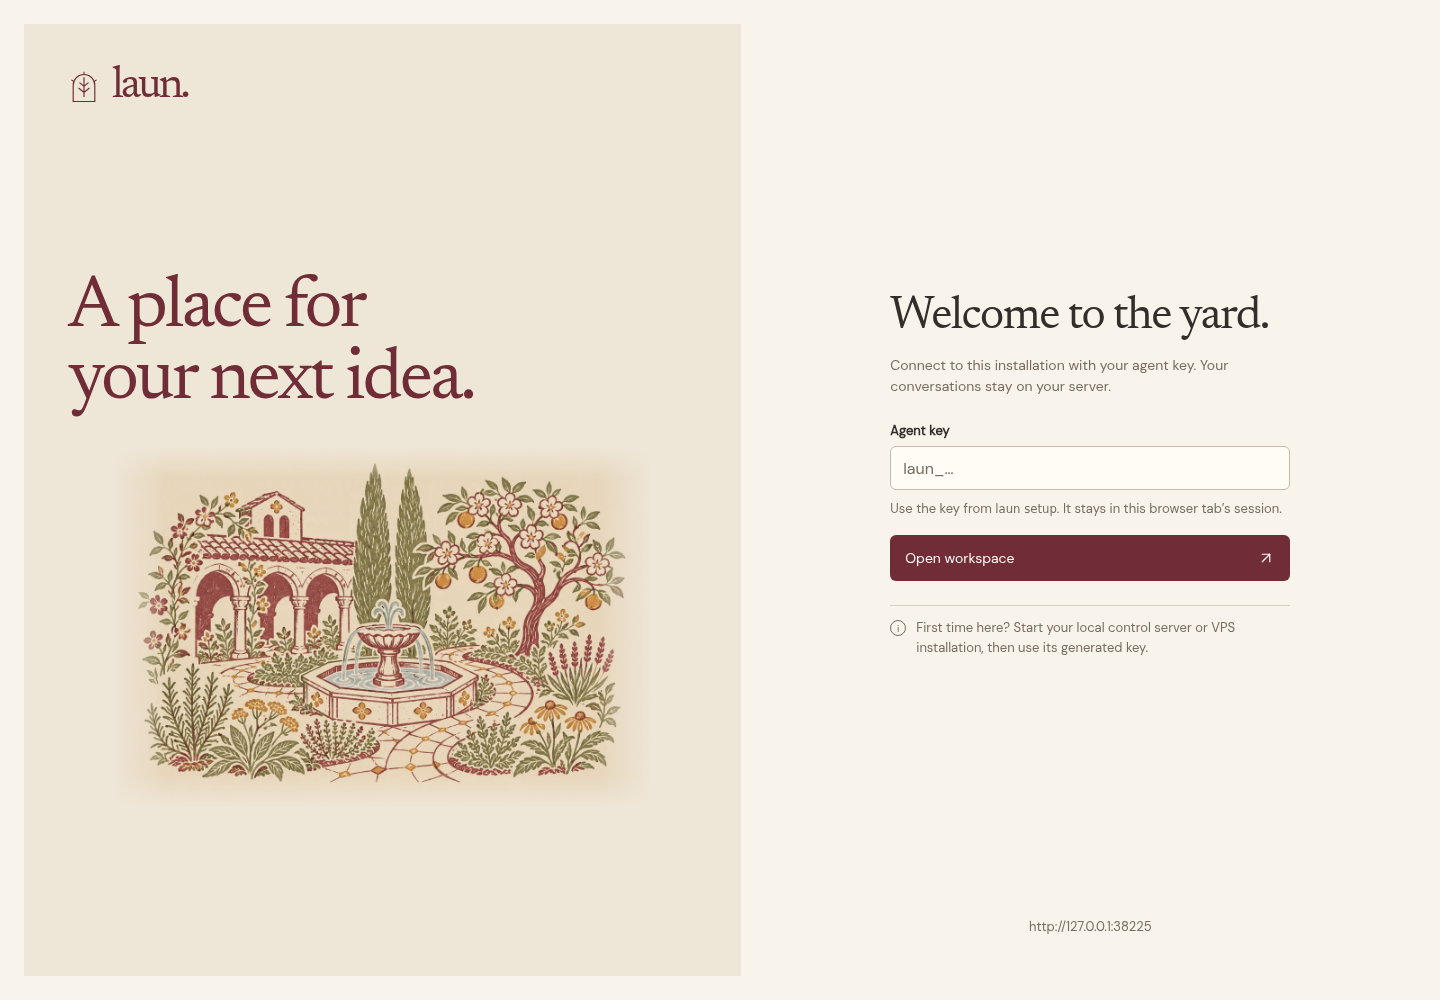 laun.
A place for
your next idea.
Welcome to the yard.
Connect to this installation with your agent key. Your
conversations stay on your server.
Agent key
laun_...
Use the key from laun setup. It stays in this browser tab’s session.
Open workspace
First time here? Start your local control server or VPS
installation, then use its generated key.
http://127.0.0.1:38225